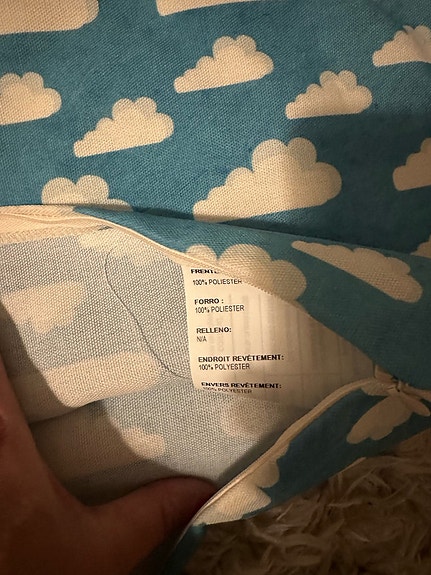 FRENTE
100% POLIESTER
FORRO :
100% POLIESTER
RELLENO:
N/A
ENDROIT REVÊTEMENT:
100% POLYESTER
ENVERS REVÊTEMENT:
100% POLYESTER